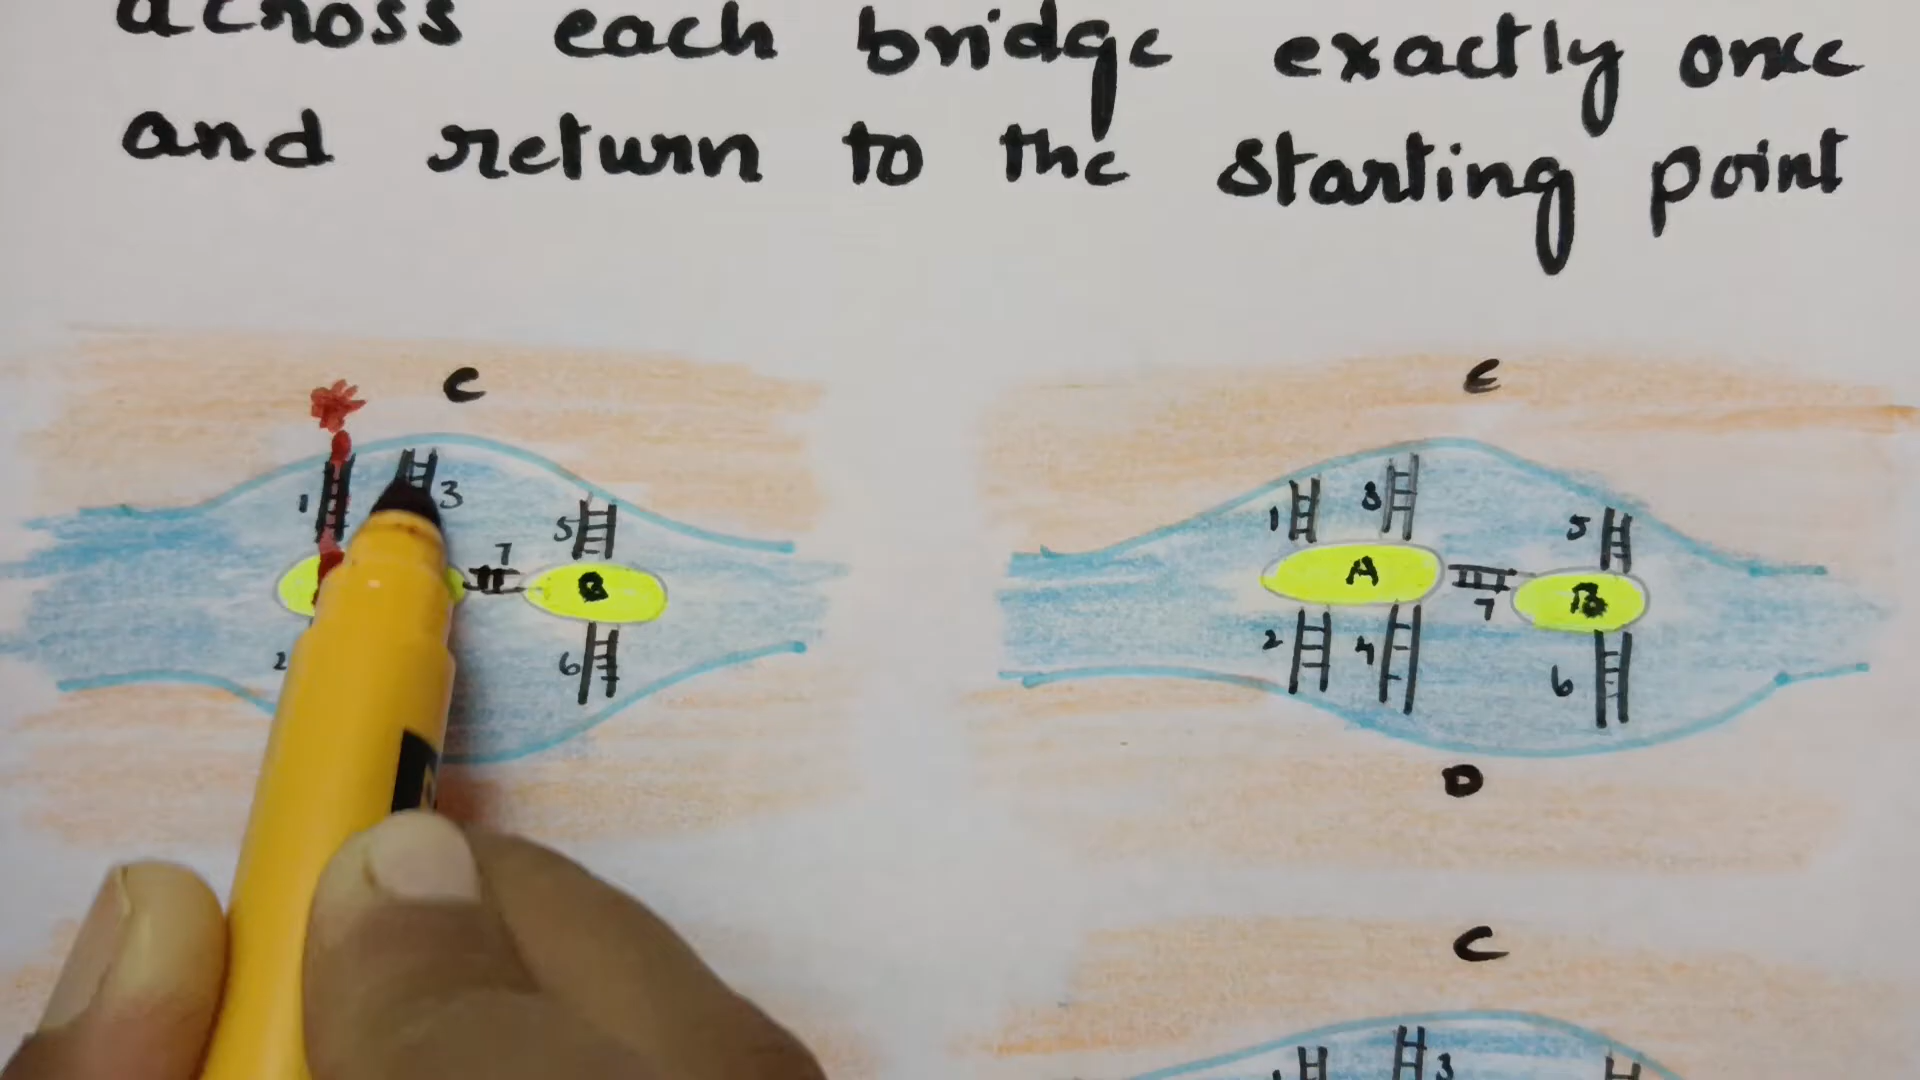 across each bridge exactly once
and return to the starting point
C
1
3
7
5
B
2
6
C
1
3
5
A
7
B
2
4
6
D
C
3